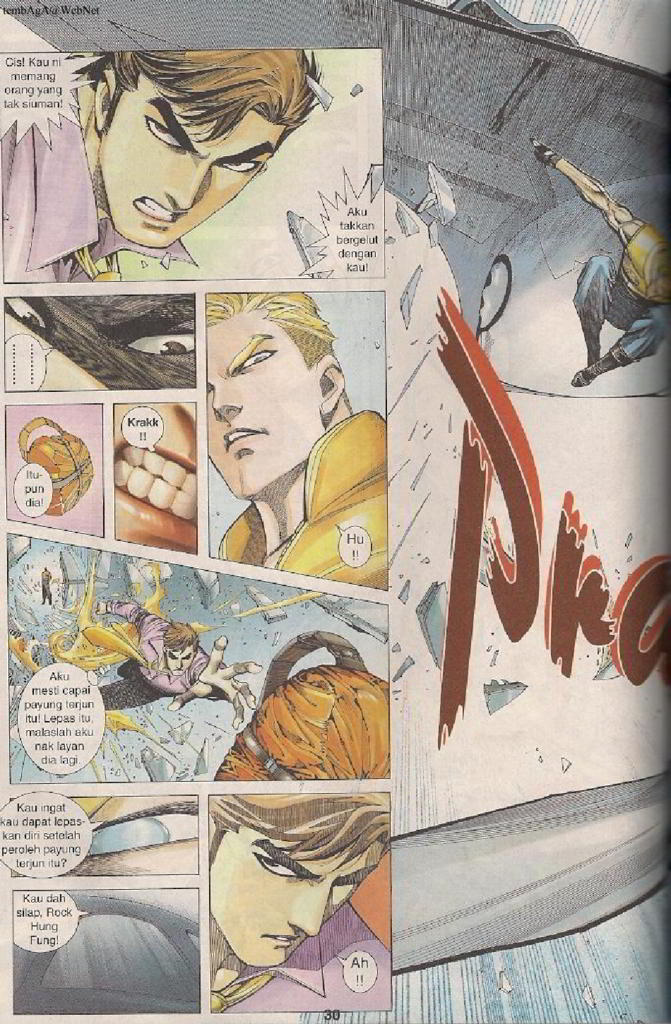 tembAgA@WebNet
Cis! Kau ni
memang
orang yang
tak siuman!
Aku
takkan
bergelut
dengan
kau!
Itu-
pun
dia!
Krakk
!!
Hu
!!
Aku
mesti capai
payung terjun
itu! Lepas itu,
malaslah aku
nak layan
dia lagi.
Kau ingat
kau dapat lepas-
kan diri setelah
peroleh payung
terjun itu?
Kau dah
silap, Rock
Hung
Fung!
Ah
!!
30